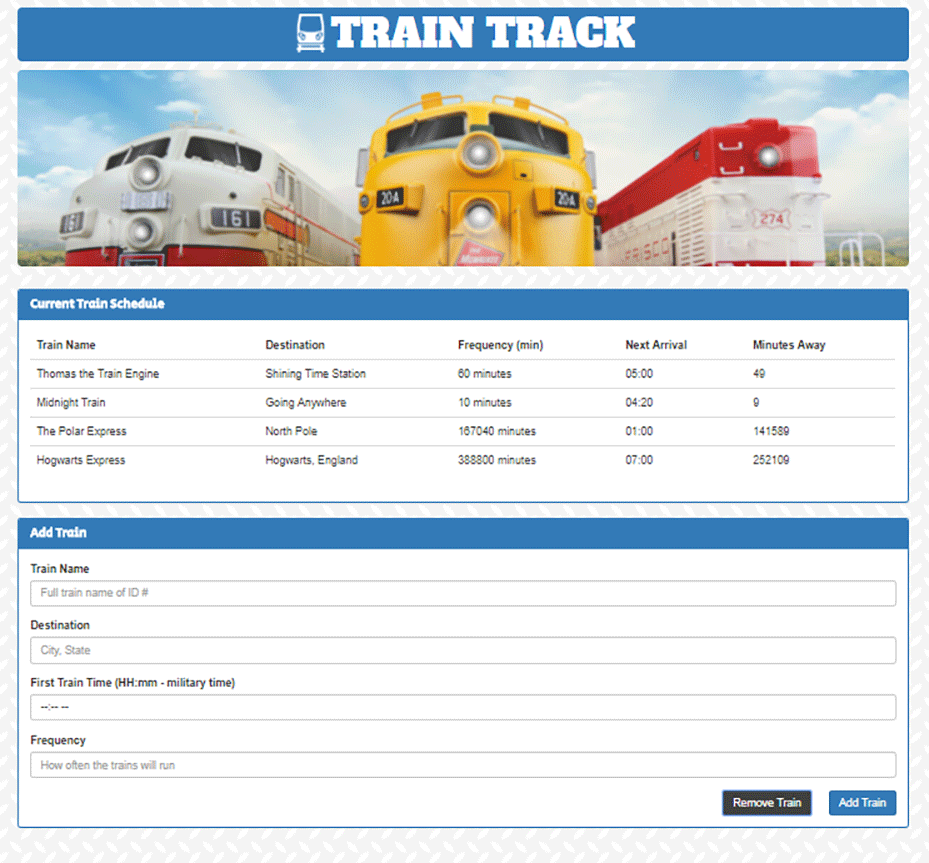 TRAIN TRACK
161 161
20A 20A
THE
274
FRISCO
Current Train Schedule
Train Name Destination Frequency (min) Next Arrival Minutes Away
Thomas the Train Engine Shining Time Station 60 minutes 05:00 49
Midnight Train Going Anywhere 10 minutes 04:20 9
The Polar Express North Pole 167040 minutes 01:00 141589
Hogwarts Express Hogwarts, England 388800 minutes 07:00 252109
Add Train
Train Name
Full train name of ID #
Destination
City, State
First Train Time (HH:mm - military time)
--:-- --
Frequency
How often the trains will run
Remove Train Add Train